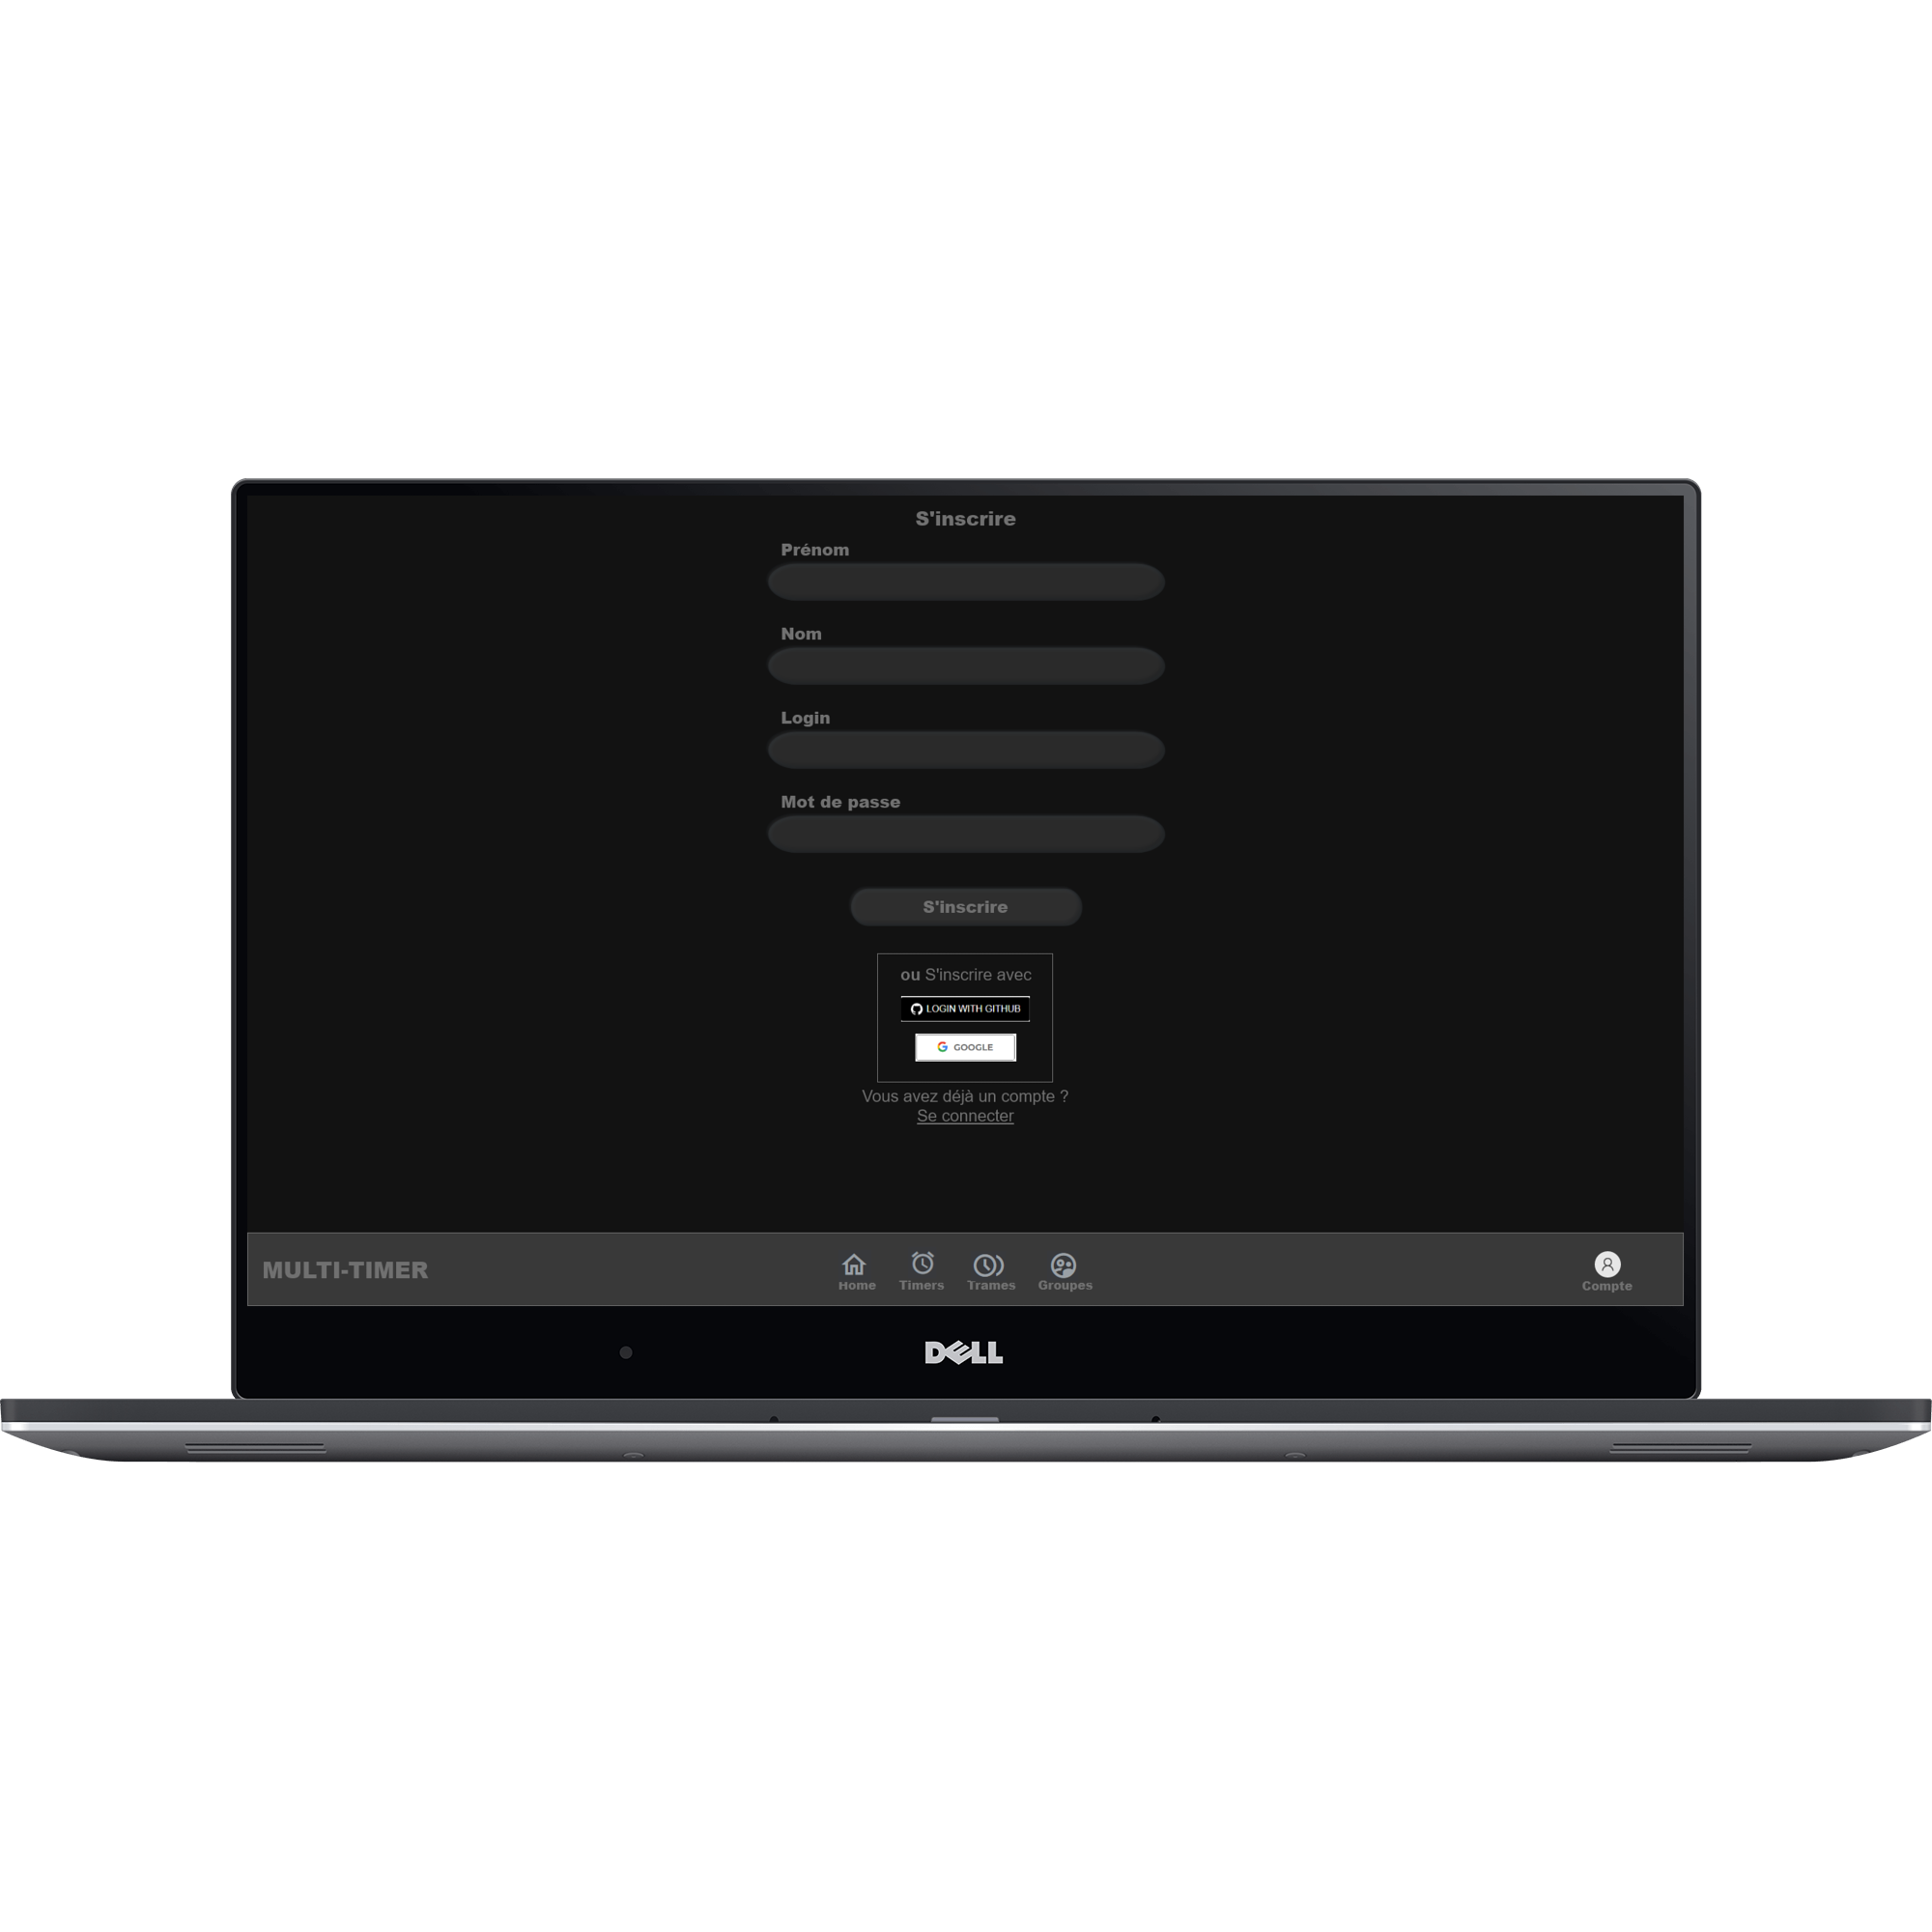 S'inscrire
Prénom
Nom
Login
Mot de passe
S'inscrire
ou S'inscrire avec
LOGIN WITH GITHUB
GOOGLE
Vous avez déjà un compte ?
Se connecter
MULTI-TIMER
Home
Timers
Trames
Groupes
Compte
DELL